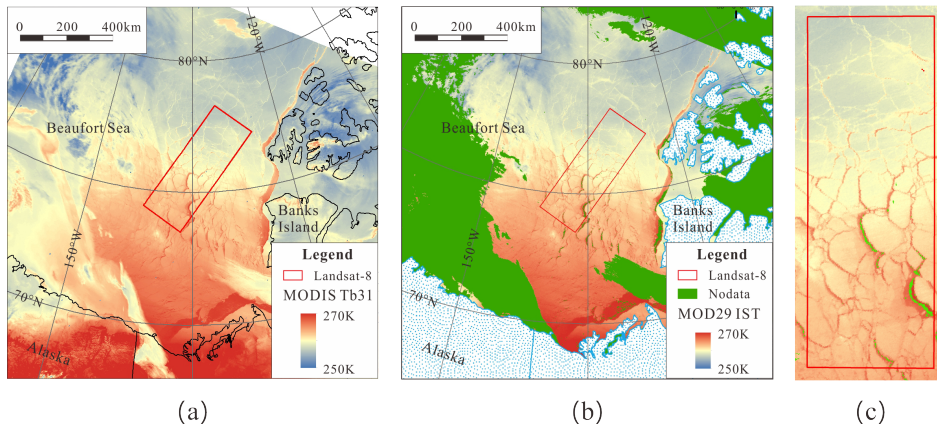 0 200 400km
120°W
80°N
Beaufort Sea
Banks
Island
150°W
70°N
Alaska
Legend
Landsat-8
MODIS Tb31
270K
250K
(a)
0 200 400km
120°W
80°N
Beaufort Sea
Banks
Island
150°W
70°N
Alaska
Legend
Landsat-8
Nodata
MOD29 IST
270K
250K
(b)
(c)